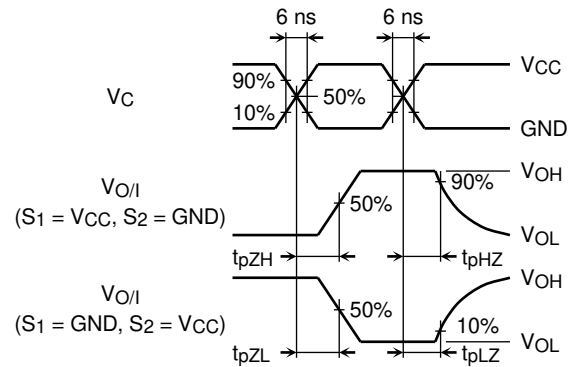 6 ns 6 ns
90% VCC
VC 50%
10% GND
VO/I VOH
50% 90%
(S1 = VCC, S2 = GND)
VOL
tpZH tpHZ
VO/I VOH
50%
(S1 = GND, S2 = VCC) 10%
VOL
tpZL tpLZ